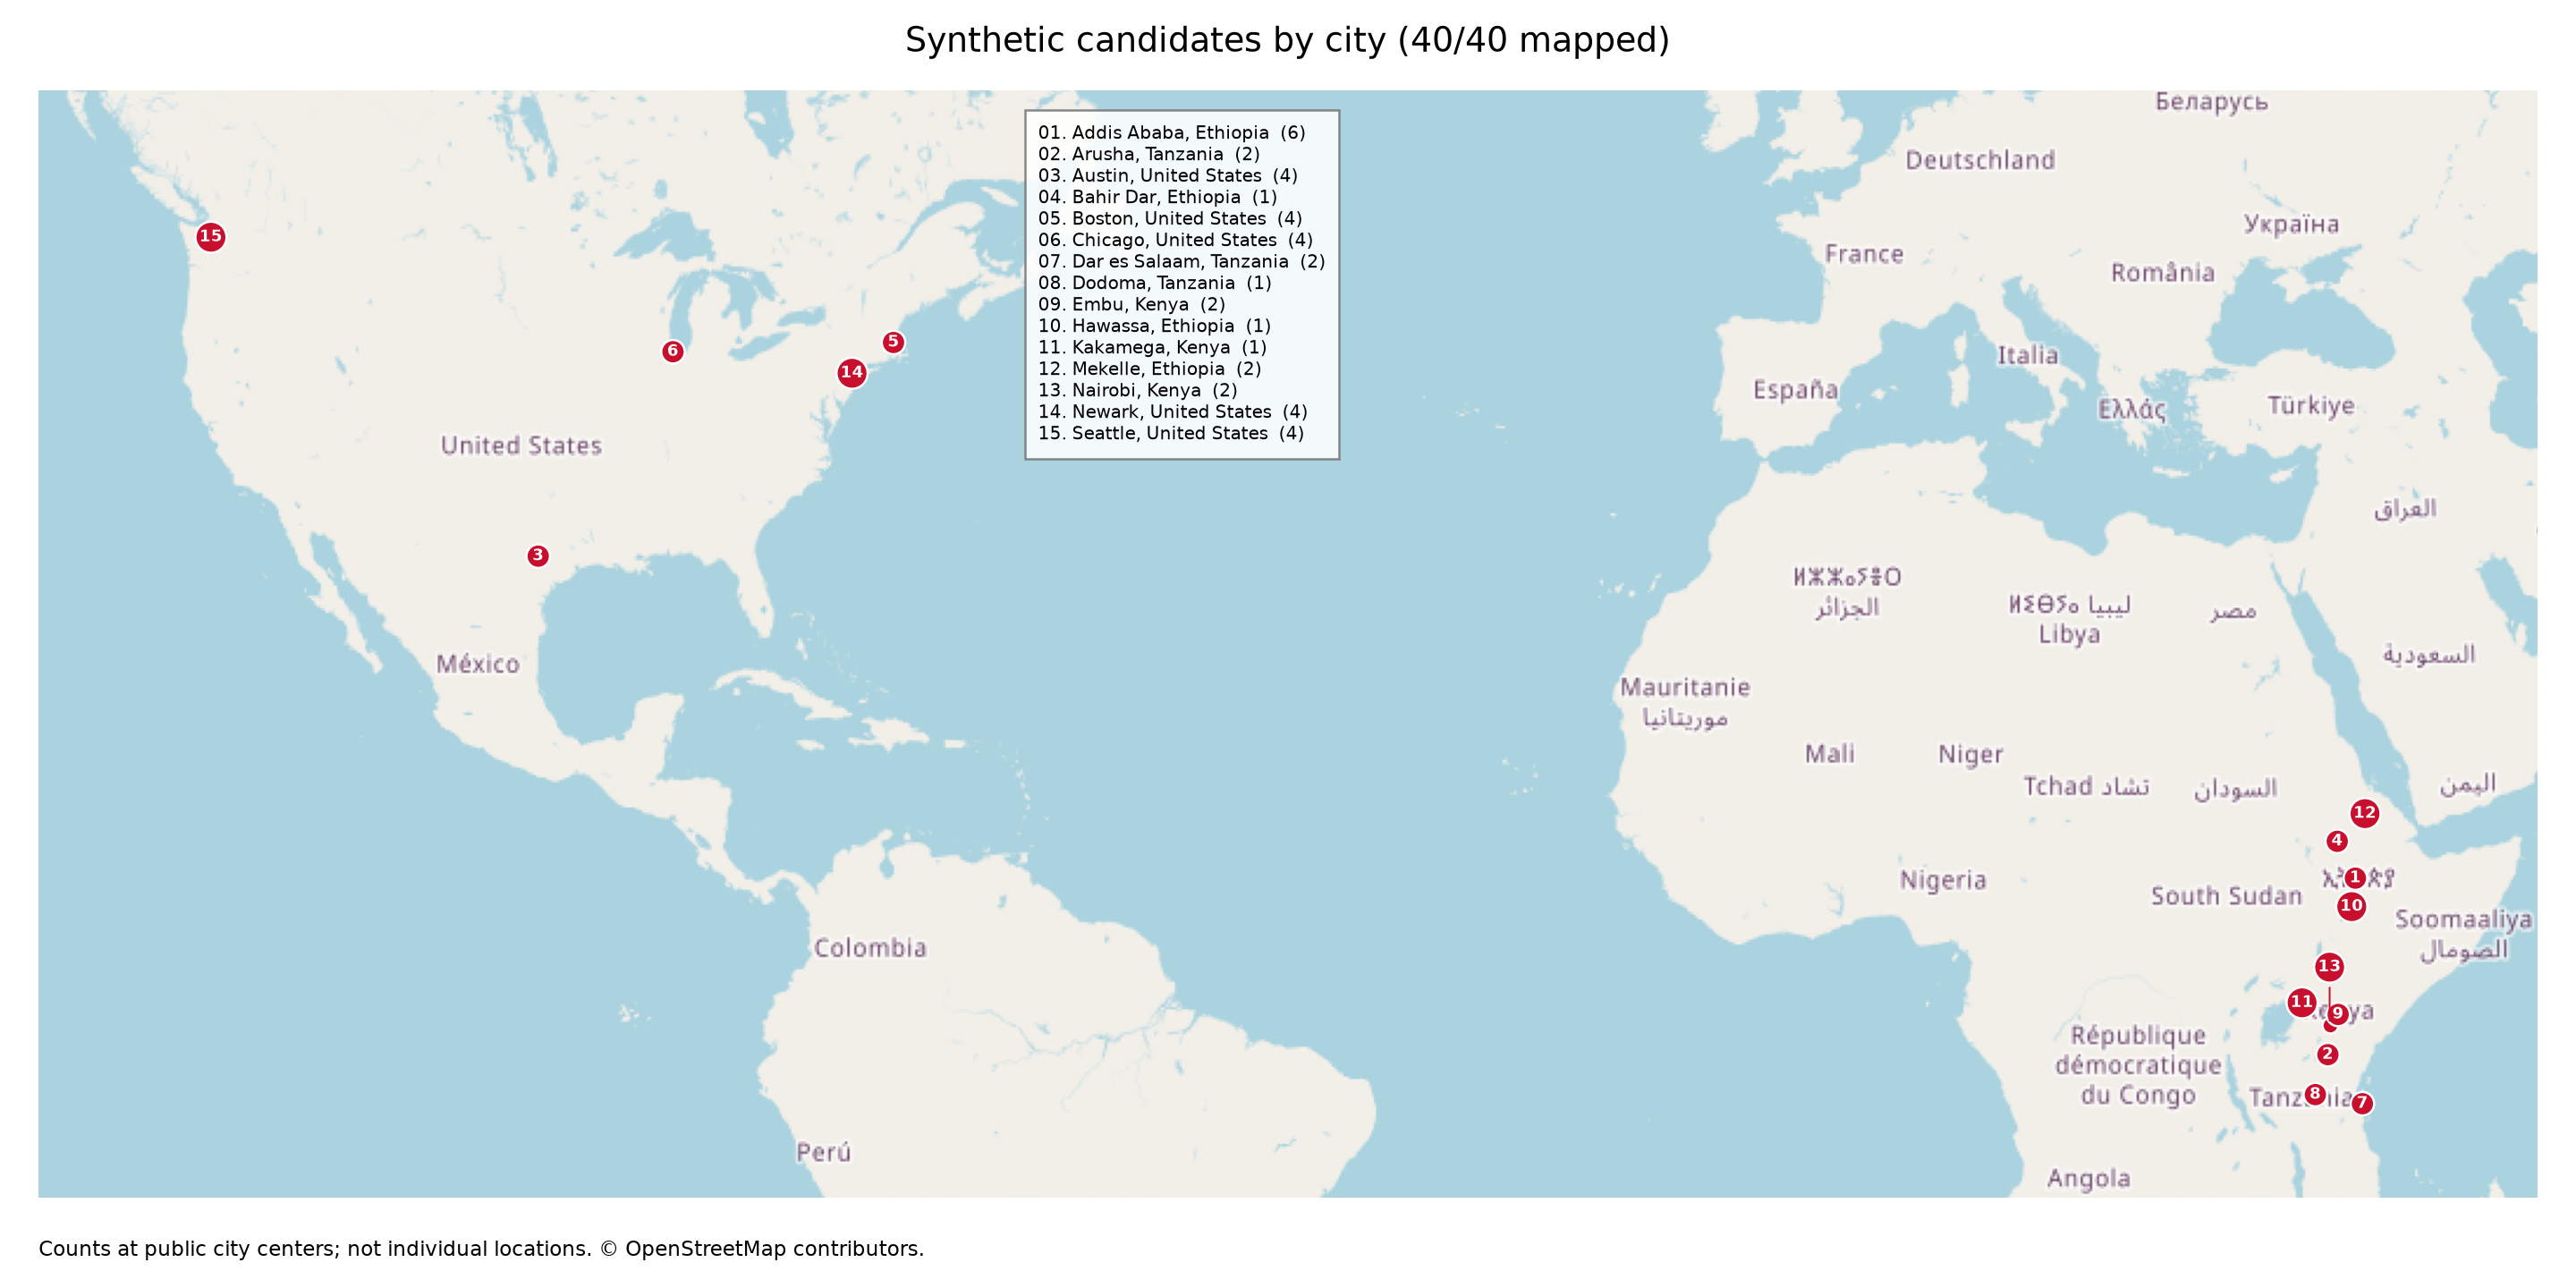 Synthetic candidates by city (40/40 mapped)
01. Addis Ababa, Ethiopia (6)
02. Arusha, Tanzania (2)
03. Austin, United States (4)
04. Bahir Dar, Ethiopia (1)
05. Boston, United States (4)
06. Chicago, United States (4)
07. Dar es Salaam, Tanzania (2)
08. Dodoma, Tanzania (1)
09. Embu, Kenya (2)
10. Hawassa, Ethiopia (1)
11. Kakamega, Kenya (1)
12. Mekelle, Ethiopia (2)
13. Nairobi, Kenya (2)
14. Newark, United States (4)
15. Seattle, United States (4)
Беларусь
Deutschland
Україна
France
România
Italia
España
Ελλάς
Türkiye
United States
العراق
ⵍⵣⵣⴰⵢⴻⵔ
الجزائر
ⵍⵉⴱⵢⴰ ليبيا
Libya
مصر
México
السعودية
Mauritanie
موريتانيا
Mali
Niger
Tchad تشاد
السودان
اليمن
Nigeria
South Sudan
Soomaaliya
الصومال
Colombia
République
démocratique
du Congo
Perú
Angola
15
6
5
14
3
12
4
1
10
13
11
9
2
8
7
Counts at public city centers; not individual locations. © OpenStreetMap contributors.